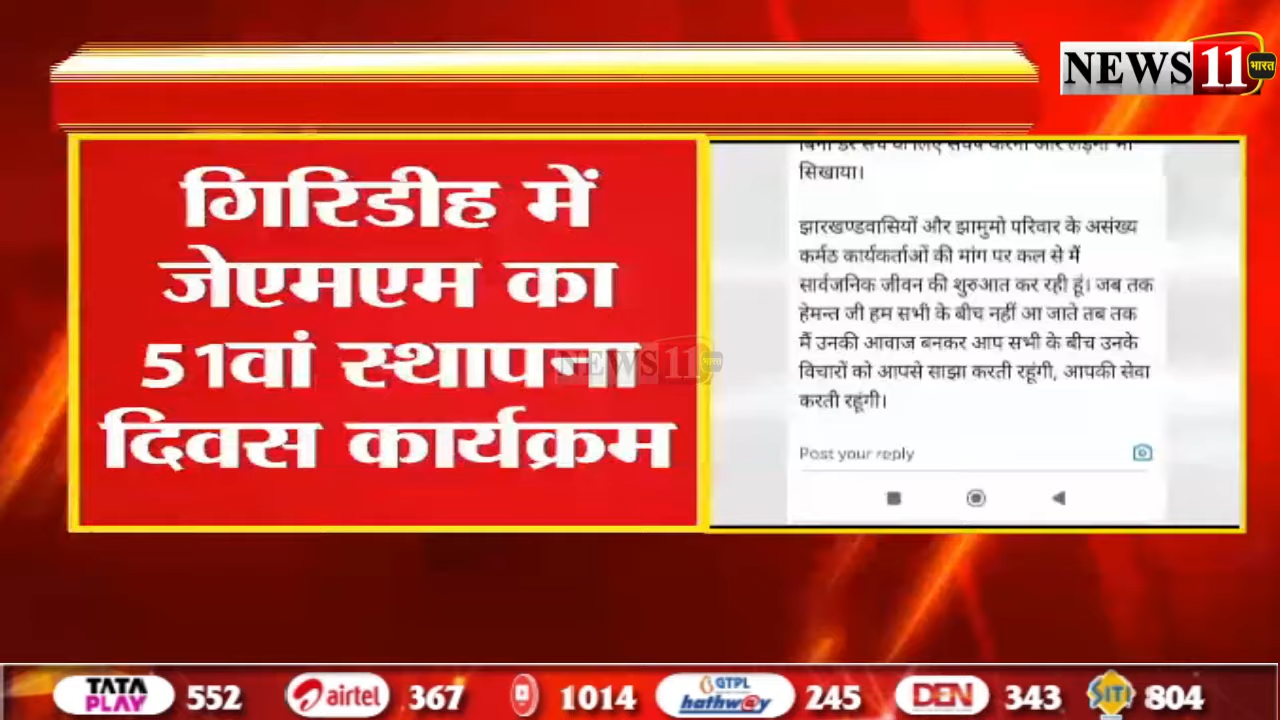 NEWS 11 भारत
गिरिडीह में
जेएमएम का
51वां स्थापना
दिवस कार्यक्रम
सिखाया।
झारखण्डवासियों और झामुमो परिवार के असंख्य
कर्मठ कार्यकर्ताओं की मांग पर कल से मैं
सार्वजनिक जीवन की शुरुआत कर रही हूं। जब तक
हेमन्त जी हम सभी के बीच नहीं आ जाते तब तक
मैं उनकी आवाज बनकर आप सभी के बीच उनके
विचारों को आपसे साझा करती रहूंगी, आपकी सेवा
करती रहूंगी।
Post your reply
NEWS 11 भारत
TATA PLAY 552 airtel 367 1014 GTPL hathway 245 DEN 343 SITI 804